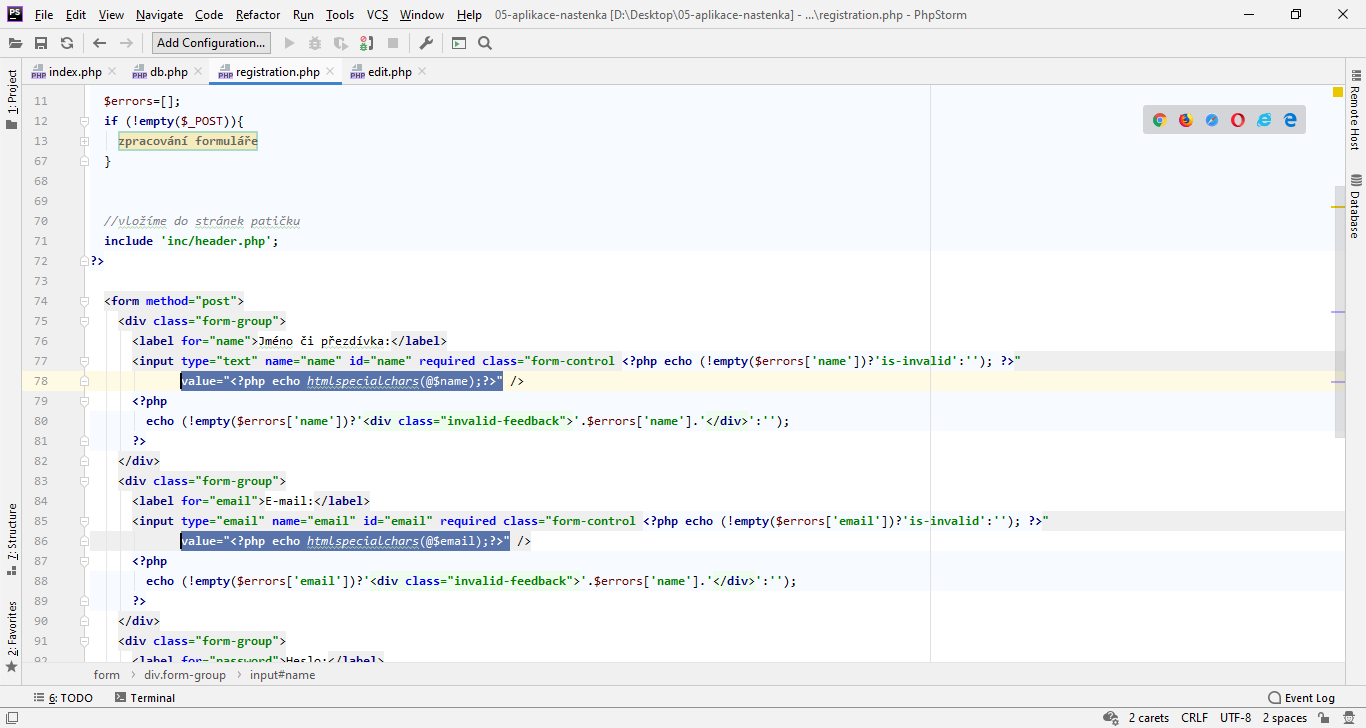 PS File Edit View Navigate Code Refactor Run Tools VCS Window Help 05-aplikace-nastenka [D:\Desktop\05-aplikace-nastenka] - ...\registration.php - PhpStorm
Add Configuration...
index.php db.php registration.php edit.php
1: Project
7: Structure
2: Favorites
11 $errors=[];
12 if (!empty($_POST)){
13 zpracování formuláře
67 }
68
69
70 //vložíme do stránek patičku
71 include 'inc/header.php';
72 ?>
73
74 <form method="post">
75 <div class="form-group">
76 <label for="name">Jméno či přezdívka:</label>
77 <input type="text" name="name" id="name" required class="form-control <?php echo (!empty($errors['name'])?'is-invalid':''); ?>"
78 value="<?php echo htmlspecialchars(@$name);?>" />
79 <?php
80 echo (!empty($errors['name'])?'<div class="invalid-feedback">'.$errors['name'].'</div>':'');
81 ?>
82 </div>
83 <div class="form-group">
84 <label for="email">E-mail:</label>
85 <input type="email" name="email" id="email" required class="form-control <?php echo (!empty($errors['email'])?'is-invalid':''); ?>"
86 value="<?php echo htmlspecialchars(@$email);?>" />
87 <?php
88 echo (!empty($errors['email'])?'<div class="invalid-feedback">'.$errors['name'].'</div>':'');
89 ?>
90 </div>
91 <div class="form-group">
92 <label for="password">Heslo:</label>
Remote Host
Database
form › div.form-group › input#name
6: TODO Terminal Event Log
2 carets CRLF UTF-8 2 spaces